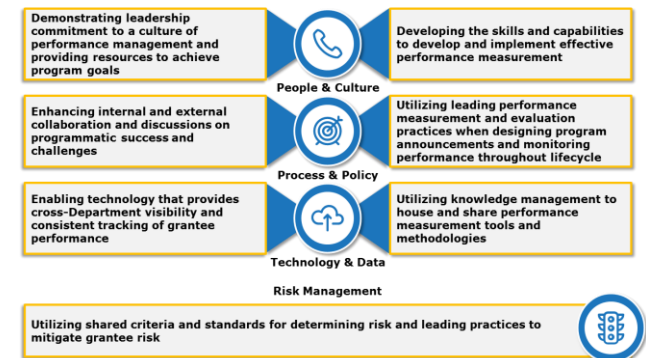 Demonstrating leadership
commitment to a culture of
performance management and
providing resources to achieve
program goals
Developing the skills and capabilities
to develop and implement effective
performance measurement
People & Culture
Enhancing internal and external
collaboration and discussions on
programmatic success and
challenges
Utilizing leading performance
measurement and evaluation
practices when designing program
announcements and monitoring
performance throughout lifecycle
Process & Policy
Enabling technology that provides
cross-Department visibility and
consistent tracking of grantee
performance
Utilizing knowledge management to
house and share performance
measurement tools and
methodologies
Technology & Data
Risk Management
Utilizing shared criteria and standards for determining risk and leading practices to
mitigate grantee risk